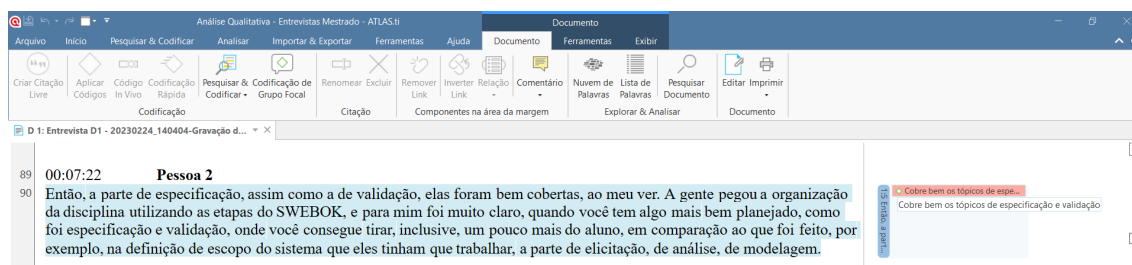 Análise Qualitativa - Entrevistas Mestrado - ATLAS.ti
Documento
Arquivo Início Pesquisar & Codificar Analisar Importar & Exportar Ferramentas Ajuda Documento Ferramentas Exibir
Criar Citação Livre
Aplicar Códigos
Código In Vivo
Codificação Rápida
Pesquisar & Codificar
Codificação de Grupo Focal
Renomear
Excluir
Remover Link
Inverter Link
Relação
Comentário
Nuvem de Palavras
Lista de Palavras
Pesquisar Documento
Editar
Imprimir
Codificação
Citação
Componentes na área da margem
Explorar & Analisar
Documento
D 1: Entrevista D1 - 20230224_140404-Gravação d...
89 00:07:22 Pessoa 2
90 Então, a parte de especificação, assim como a de validação, elas foram bem cobertas, ao meu ver. A gente pegou a organização
da disciplina utilizando as etapas do SWEBOK, e para mim foi muito claro, quando você tem algo mais bem planejado, como
foi especificação e validação, onde você consegue tirar, inclusive, um pouco mais do aluno, em comparação ao que foi feito, por
exemplo, na definição de escopo do sistema que eles tinham que trabalhar, a parte de elicitação, de análise, de modelagem.
1:5 Então, a part...
Cobre bem os tópicos de espe...
Cobre bem os tópicos de especificação e validação